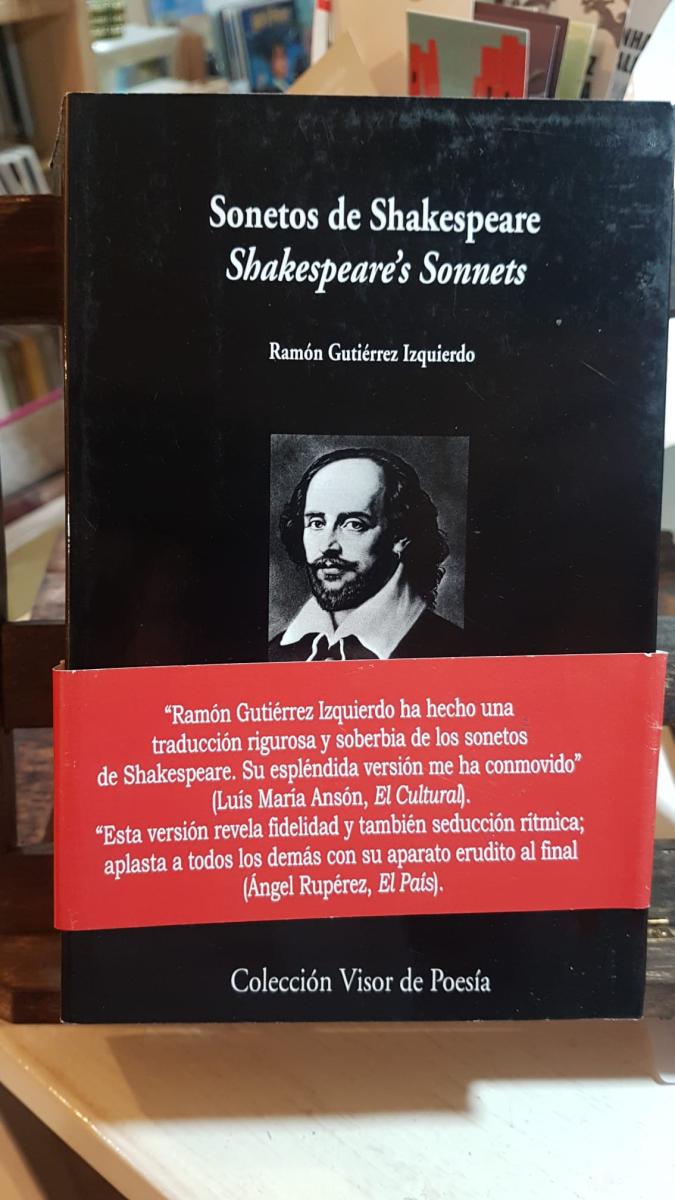 Sonetos de Shakespeare
Shakespeare's Sonnets
Ramón Gutiérrez Izquierdo
“Ramón Gutiérrez Izquierdo ha hecho una
traducción rigurosa y soberbia de los sonetos
de Shakespeare. Su espléndida versión me ha conmovido”
(Luís María Ansón, El Cultural).
“Esta versión revela fidelidad y también seducción rítmica;
aplasta a todos los demás con su aparato erudito al final
(Ángel Rupérez, El País).
Colección Visor de Poesía